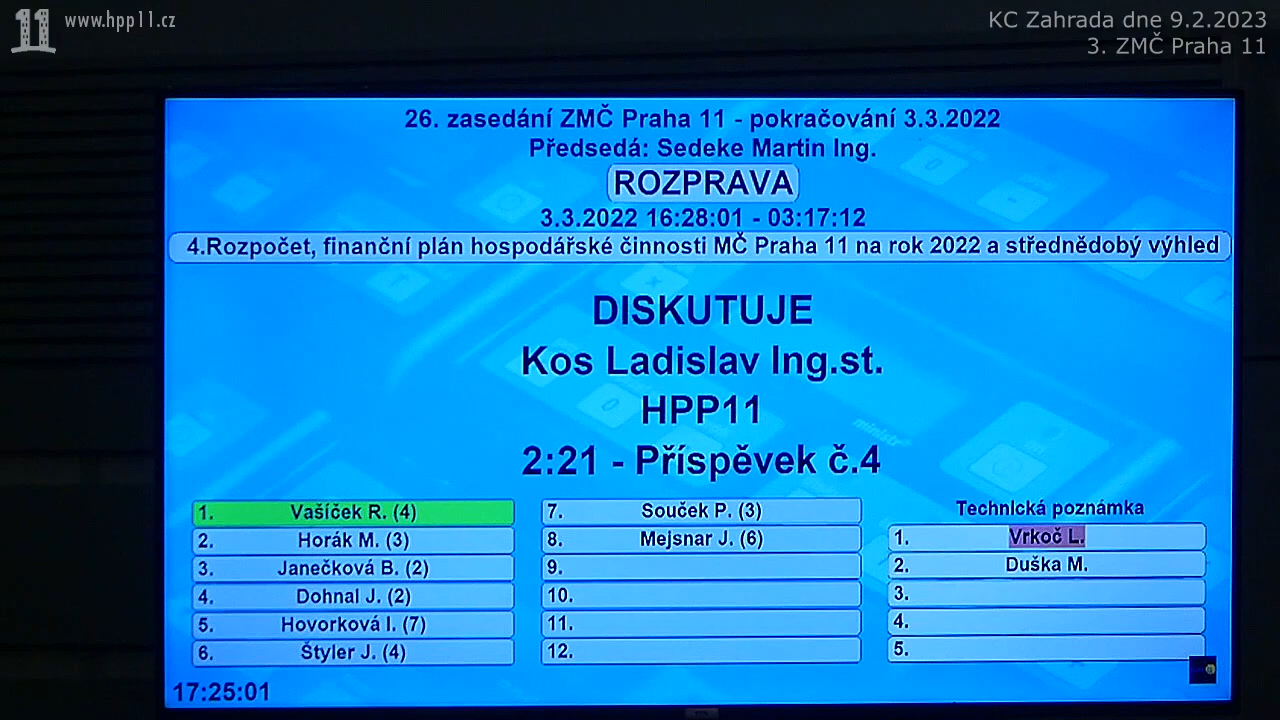 11 www.hpp11.cz
KC Zahrada dne 9.2.2023
3. ZMČ Praha 11
26. zasedání ZMČ Praha 11 - pokračování 3.3.2022
Předsedá: Sedeke Martin Ing.
ROZPRAVA
3.3.2022 16:28:01 - 03:17:12
4.Rozpočet, finanční plán hospodářské činnosti MČ Praha 11 na rok 2022 a střednědobý výhled
DISKUTUJE
Kos Ladislav Ing.st.
HPP11
2:21 - Příspěvek č.4
1. Vašíček R. (4)
2. Horák M. (3)
3. Janečková B. (2)
4. Dohnal J. (2)
5. Hovorková I. (7)
6. Štyler J. (4)
7. Souček P. (3)
8. Mejsnar J. (6)
9.
10.
11.
12.
Technická poznámka
1. Vrkoč L.
2. Duška M.
3.
4.
5.
17:25:01